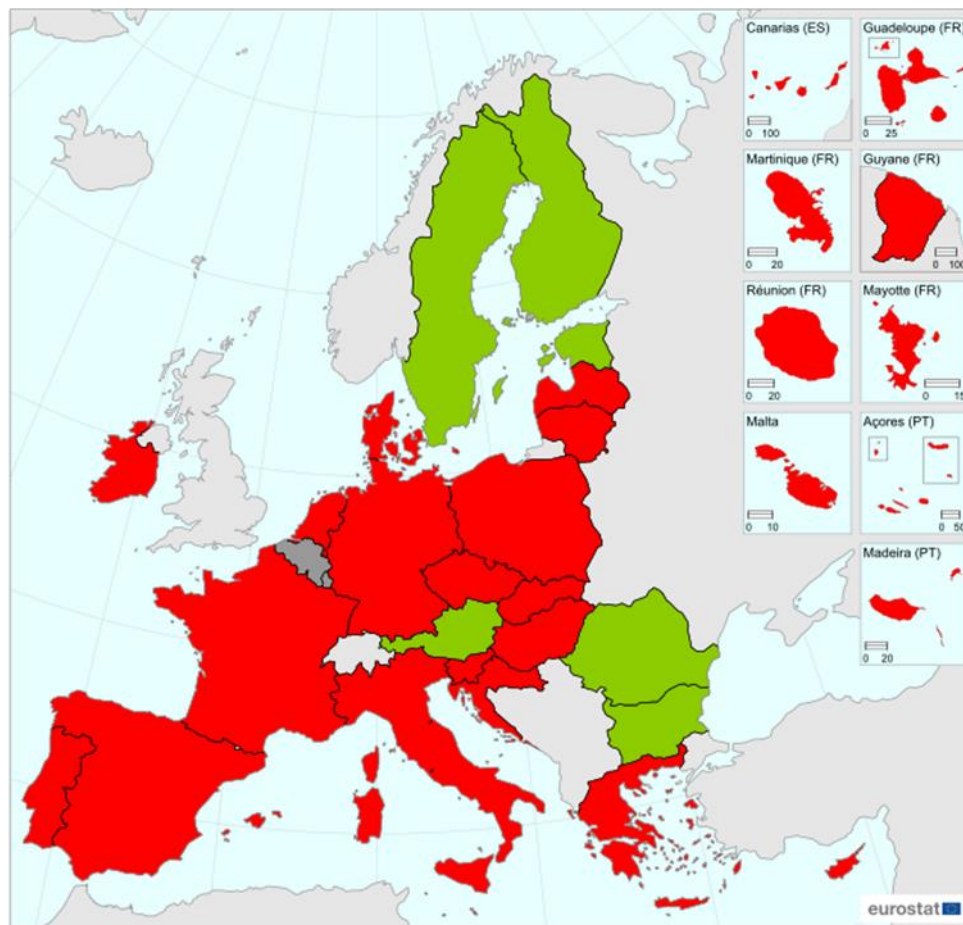 Canarias (ES)
0 100
Guadeloupe (FR)
0 25
Martinique (FR)
0 20
Guyane (FR)
0 100
Réunion (FR)
0 20
Mayotte (FR)
0 15
Malta
0 10
Açores (PT)
0 50
Madeira (PT)
0 20
eurostat